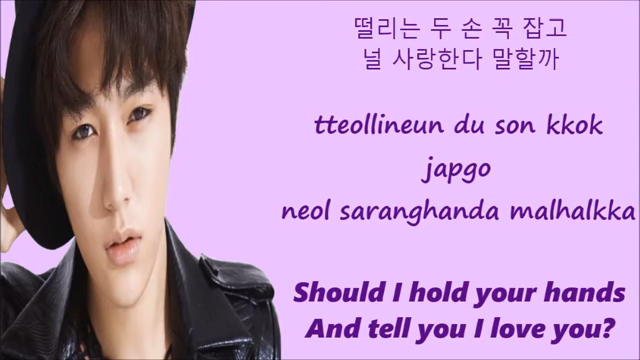 떨리는 두 손 꼭 잡고
널 사랑한다 말할까
tteollineun du son kkok
japgo
neol saranghanda malhalkka
Should I hold your hands
And tell you I love you?